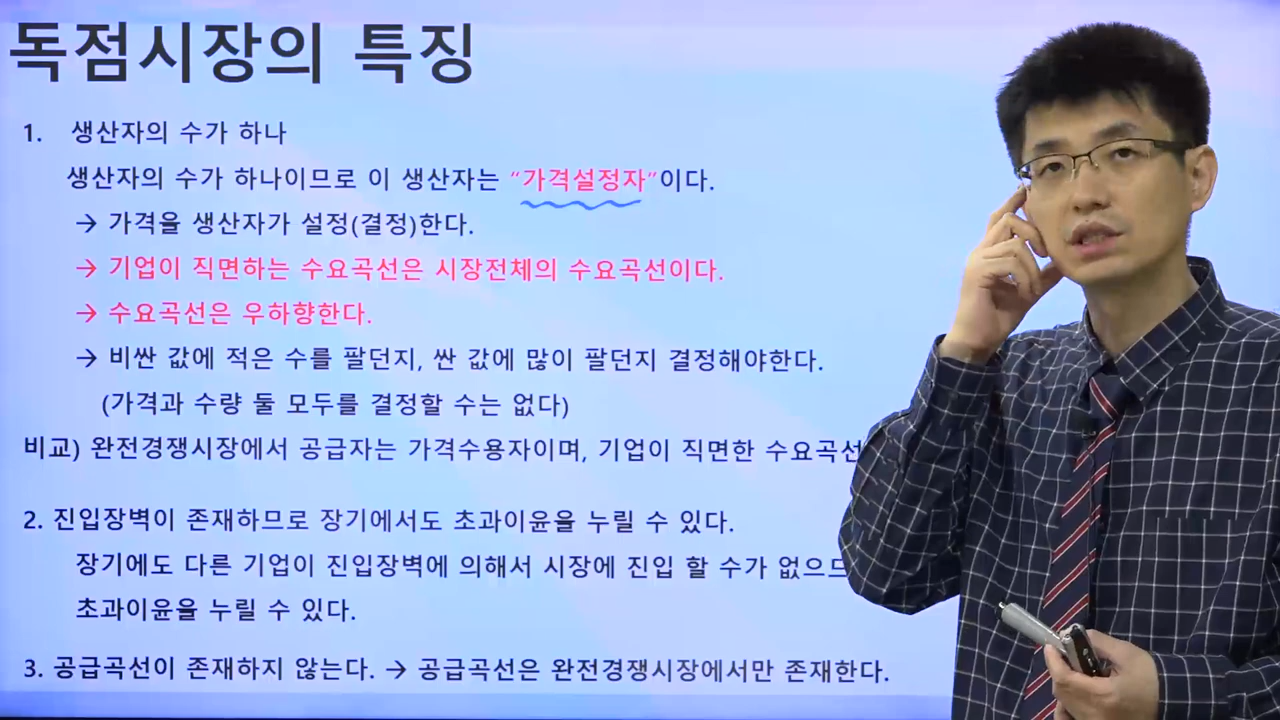 독점시장의 특징
1. 생산자의 수가 하나
생산자의 수가 하나이므로 이 생산자는 “가격설정자”이다.
→ 가격을 생산자가 설정(결정)한다.
→ 기업이 직면하는 수요곡선은 시장전체의 수요곡선이다.
→ 수요곡선은 우하향한다.
→ 비싼 값에 적은 수를 팔던지, 싼 값에 많이 팔던지 결정해야한다.
(가격과 수량 둘 모두를 결정할 수는 없다)
비교) 완전경쟁시장에서 공급자는 가격수용자이며, 기업이 직면한 수요곡선
2. 진입장벽이 존재하므로 장기에서도 초과이윤을 누릴 수 있다.
장기에도 다른 기업이 진입장벽에 의해서 시장에 진입 할 수가 없으므
초과이윤을 누릴 수 있다.
3. 공급곡선이 존재하지 않는다. → 공급곡선은 완전경쟁시장에서만 존재한다.